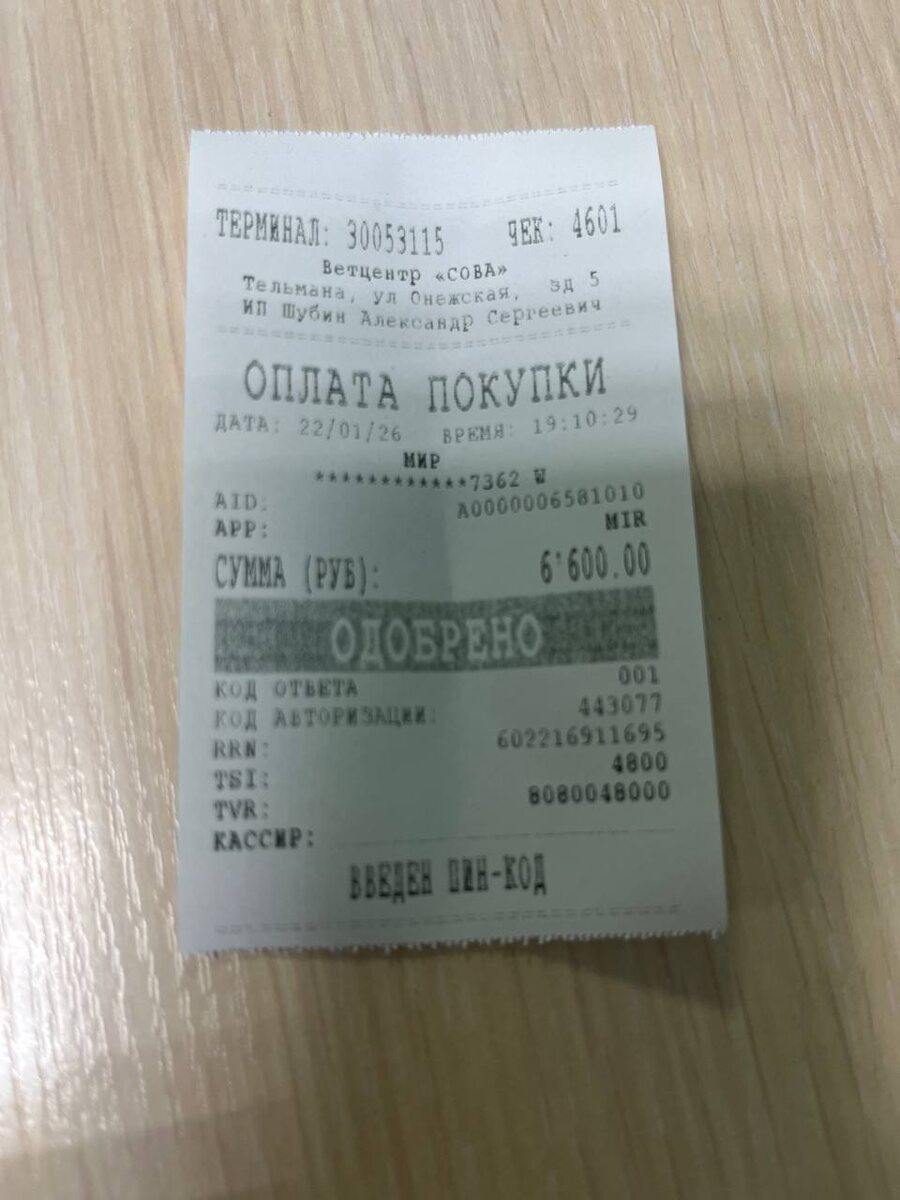 ТЕРМИНАЛ: 30053115 ЧЕК: 4601
Ветцентр «СОВА»
Тельмана, ул Онежская, зд 5
ИП Шубин Александр Сергеевич
ОПЛАТА ПОКУПКИ
ДАТА: 22/01/26 ВРЕМЯ: 19:10:29
МИР
************7362 W
AID: A0000006581010
APP: MIR
СУММА (РУБ): 6'600.00
ОДОБРЕНО
КОД ОТВЕТА 001
КОД АВТОРИЗАЦИИ: 443077
RRN: 602216911695
TSI: 4800
TVR: 8080048000
КАССИР:
ВВЕДЕН ПИН-КОД